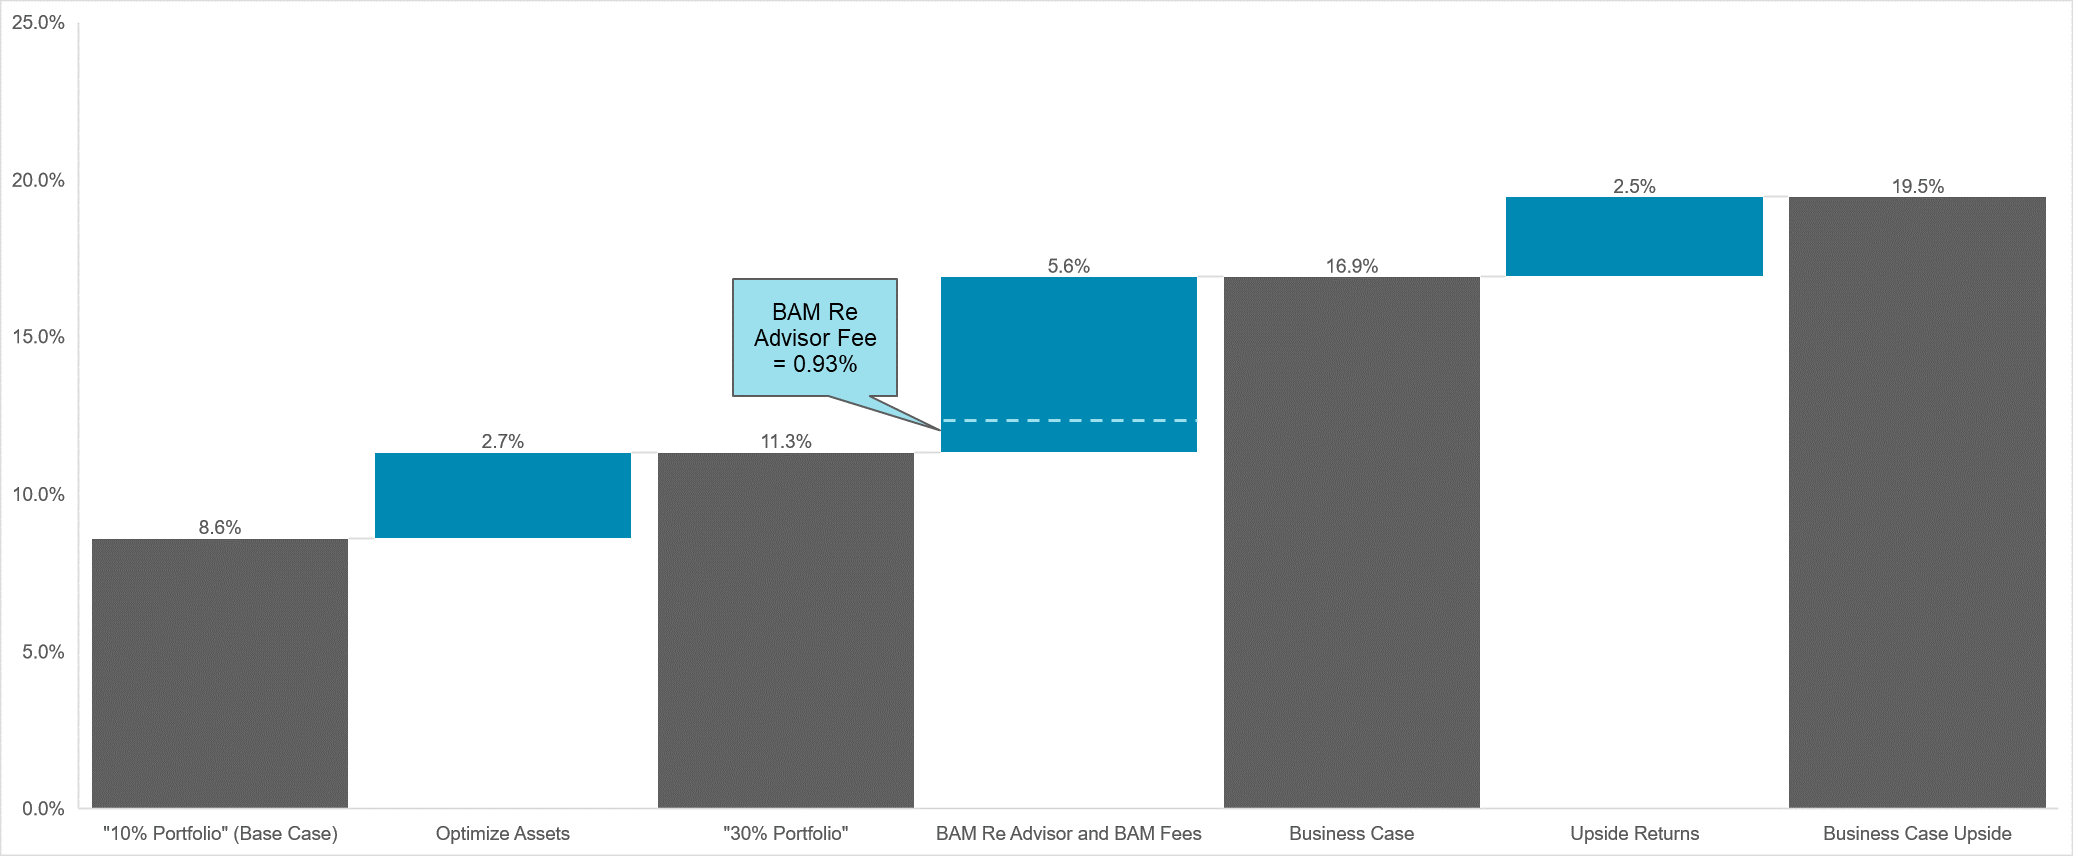 25.0%
20.0%
15.0%
10.0%
5.0%
0.0%
8.6%
2.7%
11.3%
5.6%
16.9%
2.5%
19.5%
BAM Re
Advisor Fee
= 0.93%
"10% Portfolio" (Base Case)
Optimize Assets
"30% Portfolio"
BAM Re Advisor and BAM Fees
Business Case
Upside Returns
Business Case Upside